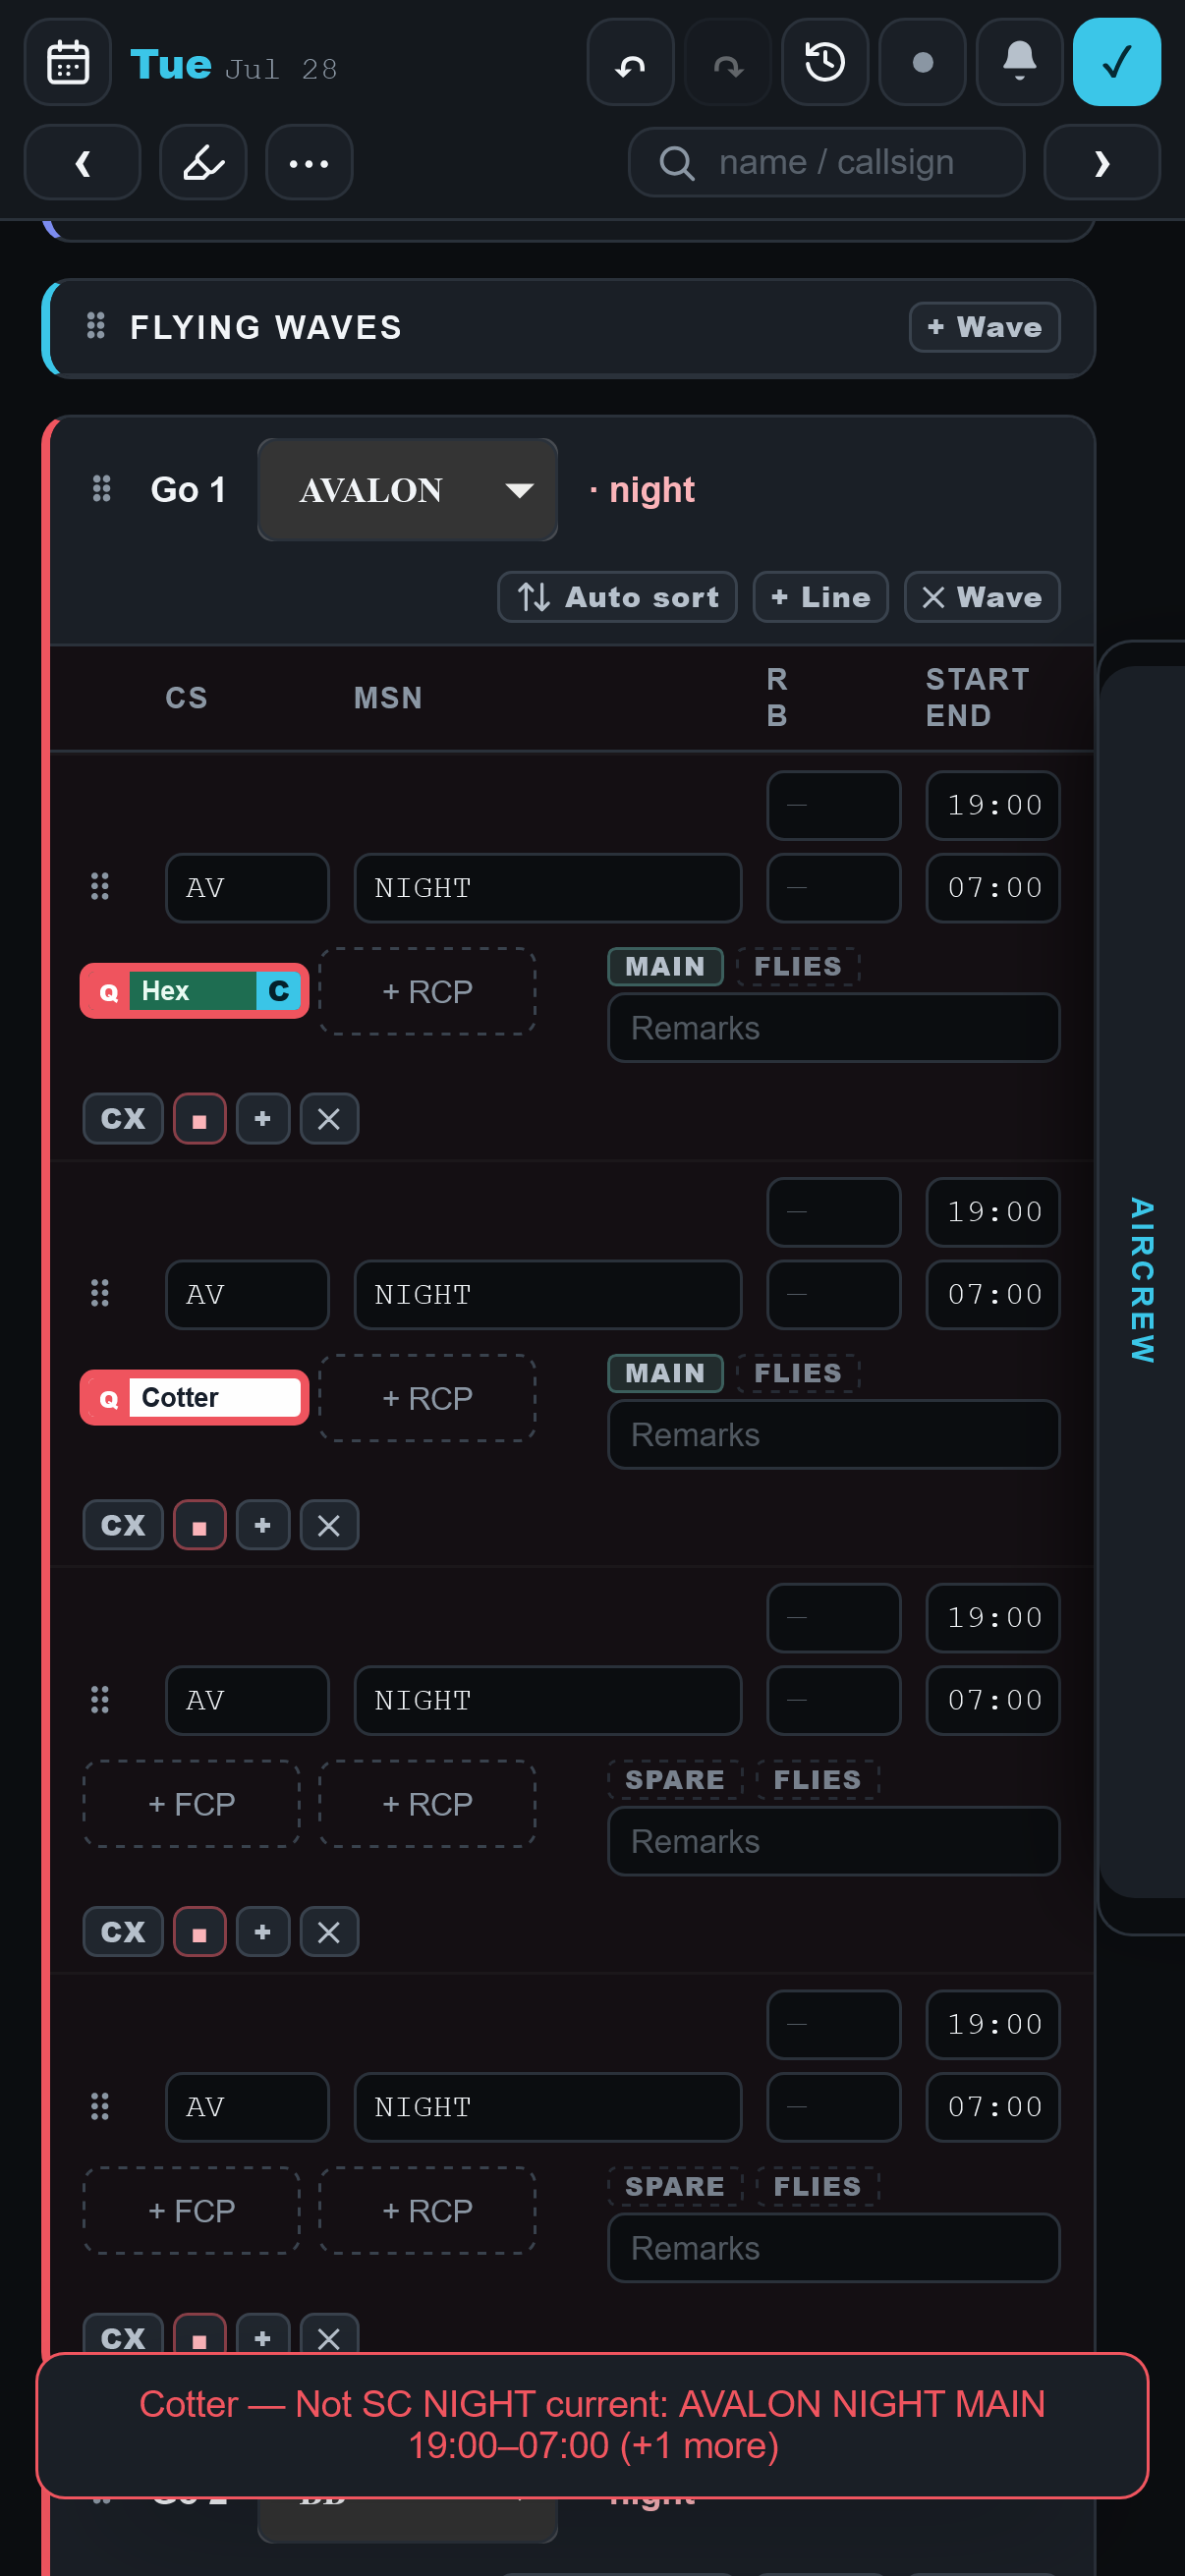 Tue Jul 28
name / callsign
FLYING WAVES
+ Wave
Go 1
AVALON
· night
Auto sort
+ Line
× Wave
CS
MSN
R
B
START
END
—
19:00
AV
NIGHT
—
07:00
Q Hex C
+ RCP
MAIN
FLIES
Remarks
CX
+
×
—
19:00
AV
NIGHT
—
07:00
Q Cotter
+ RCP
MAIN
FLIES
Remarks
CX
+
×
—
19:00
AV
NIGHT
—
07:00
+ FCP
+ RCP
SPARE
FLIES
Remarks
CX
+
×
—
19:00
AV
NIGHT
—
07:00
+ FCP
+ RCP
SPARE
FLIES
Remarks
CX
+
×
AIRCREW
Cotter — Not SC NIGHT current: AVALON NIGHT MAIN
19:00–07:00 (+1 more)